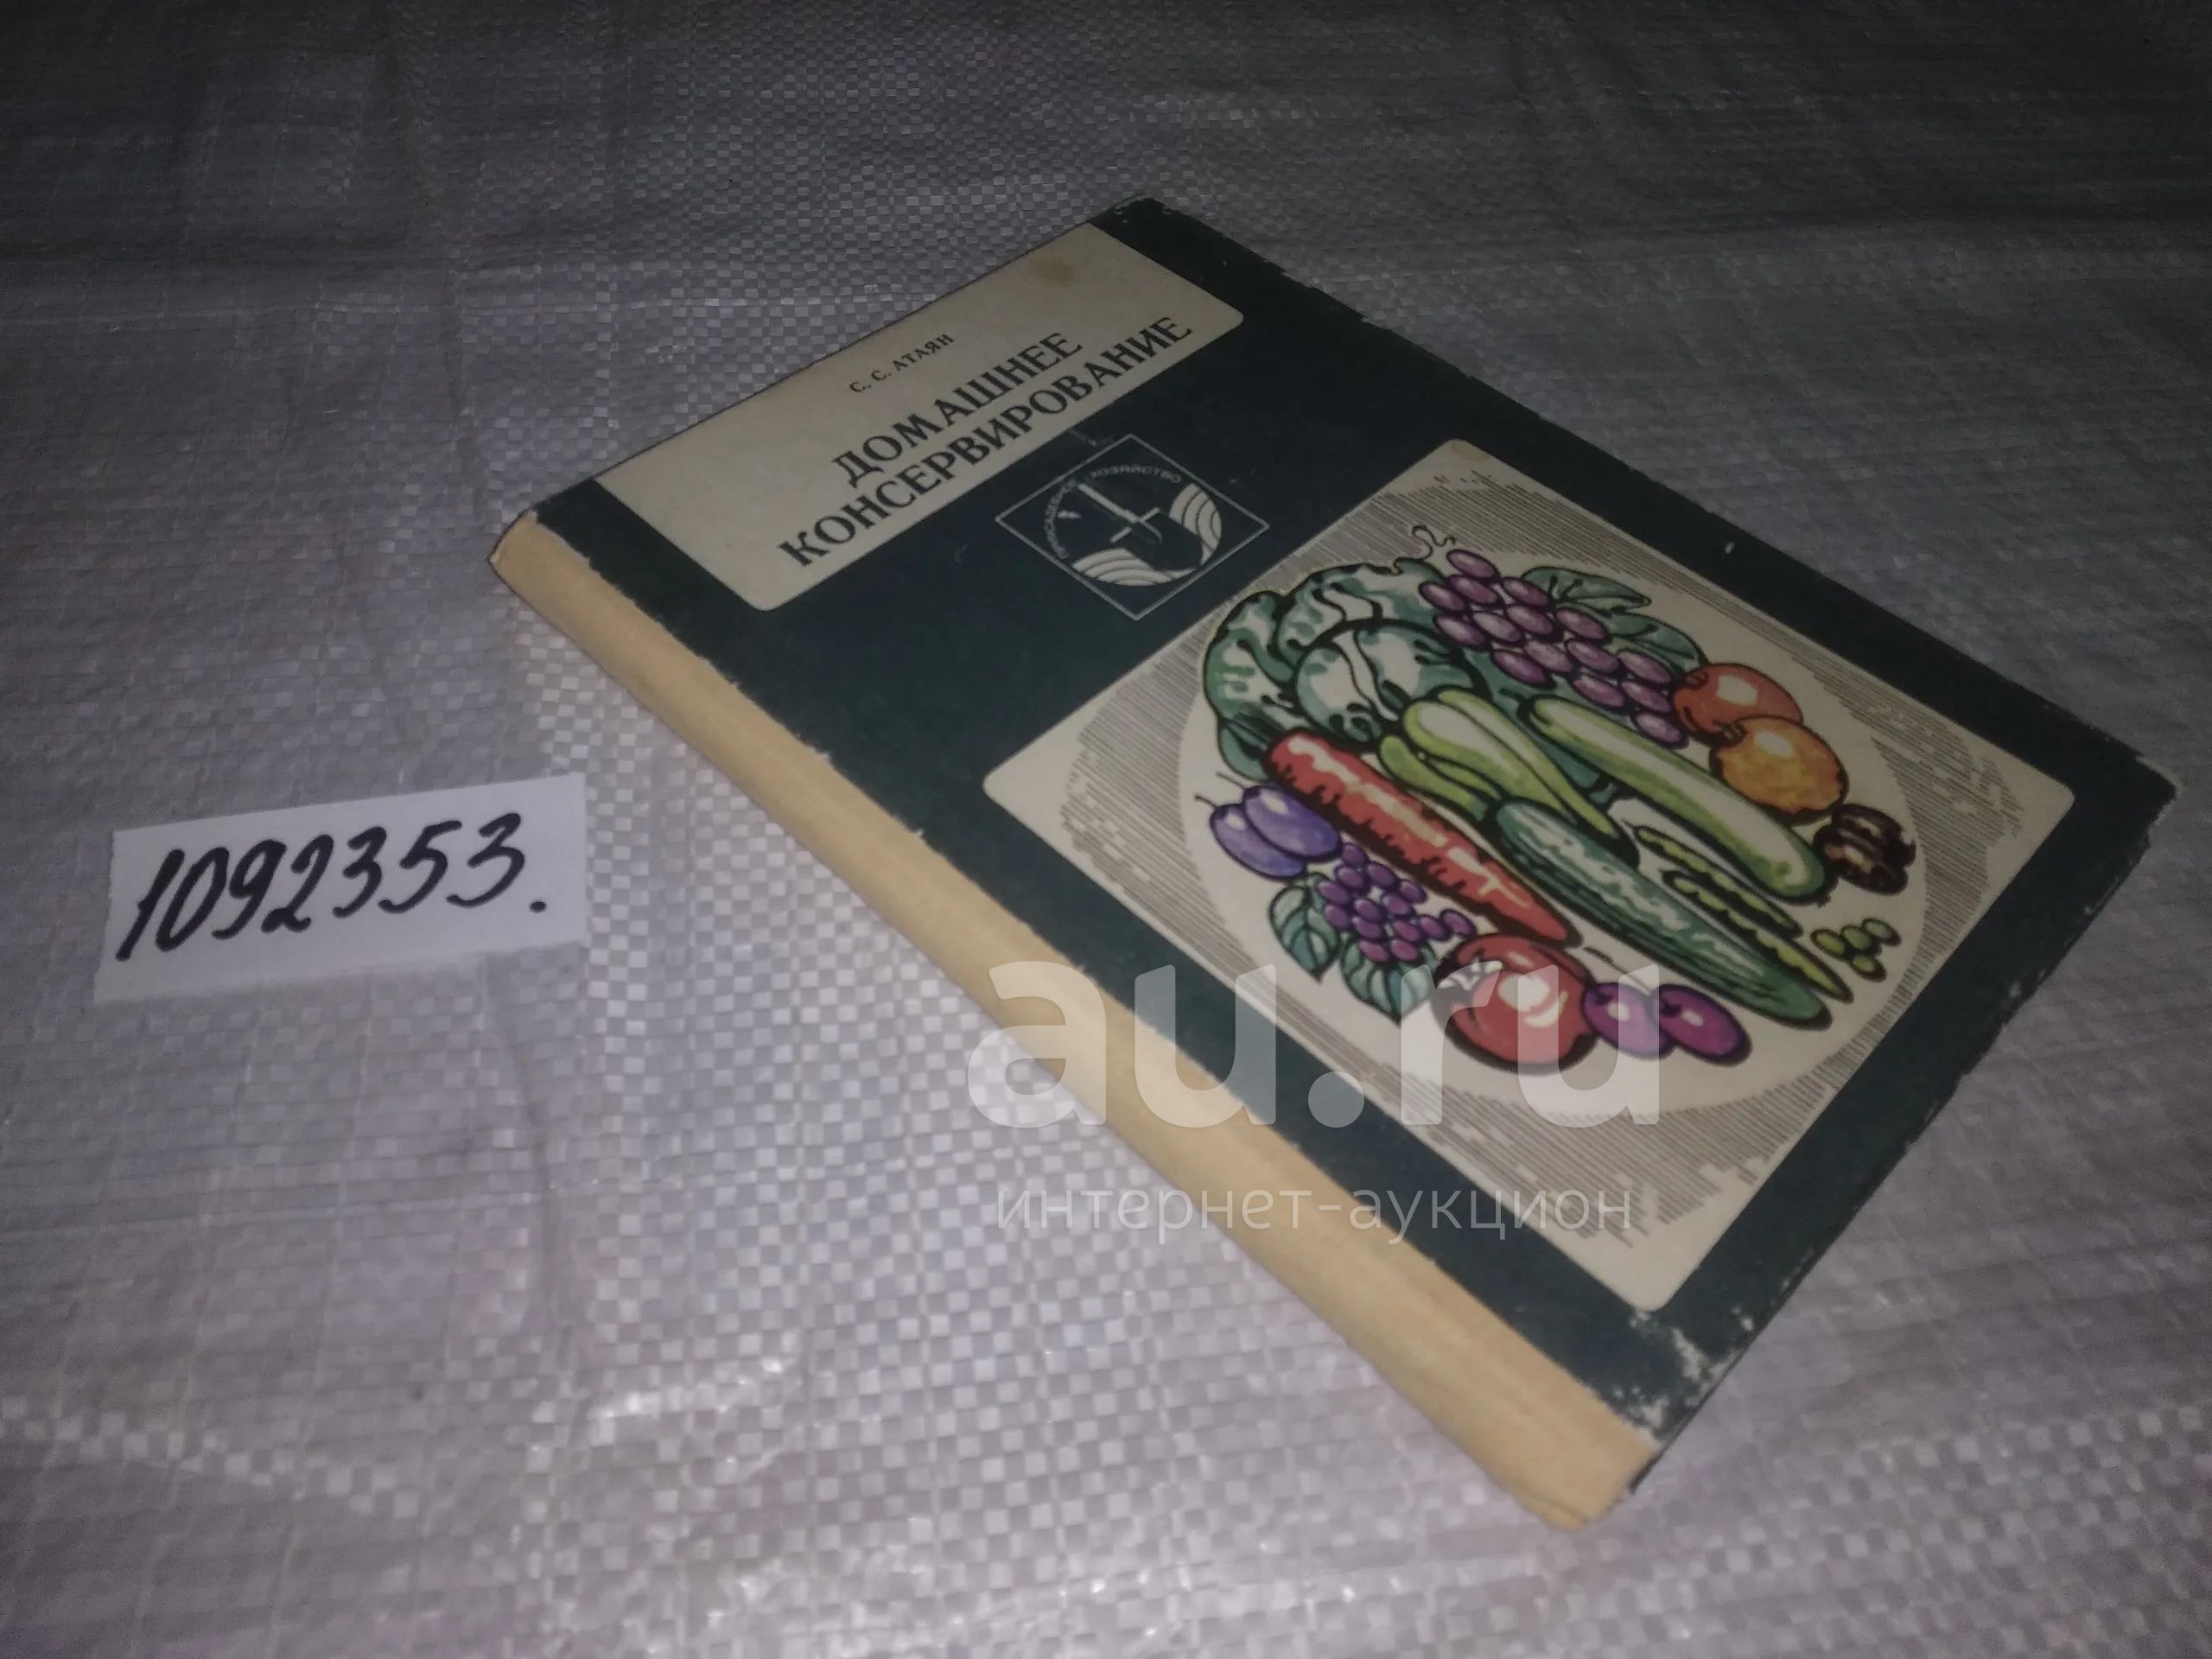 С. С. АТАЯН
ДОМАШНЕЕ
КОНСЕРВИРОВАНИЕ
ПРИУСАДЕБНОЕ ХОЗЯЙСТВО
1092353.
au.ru
интернет-аукцион